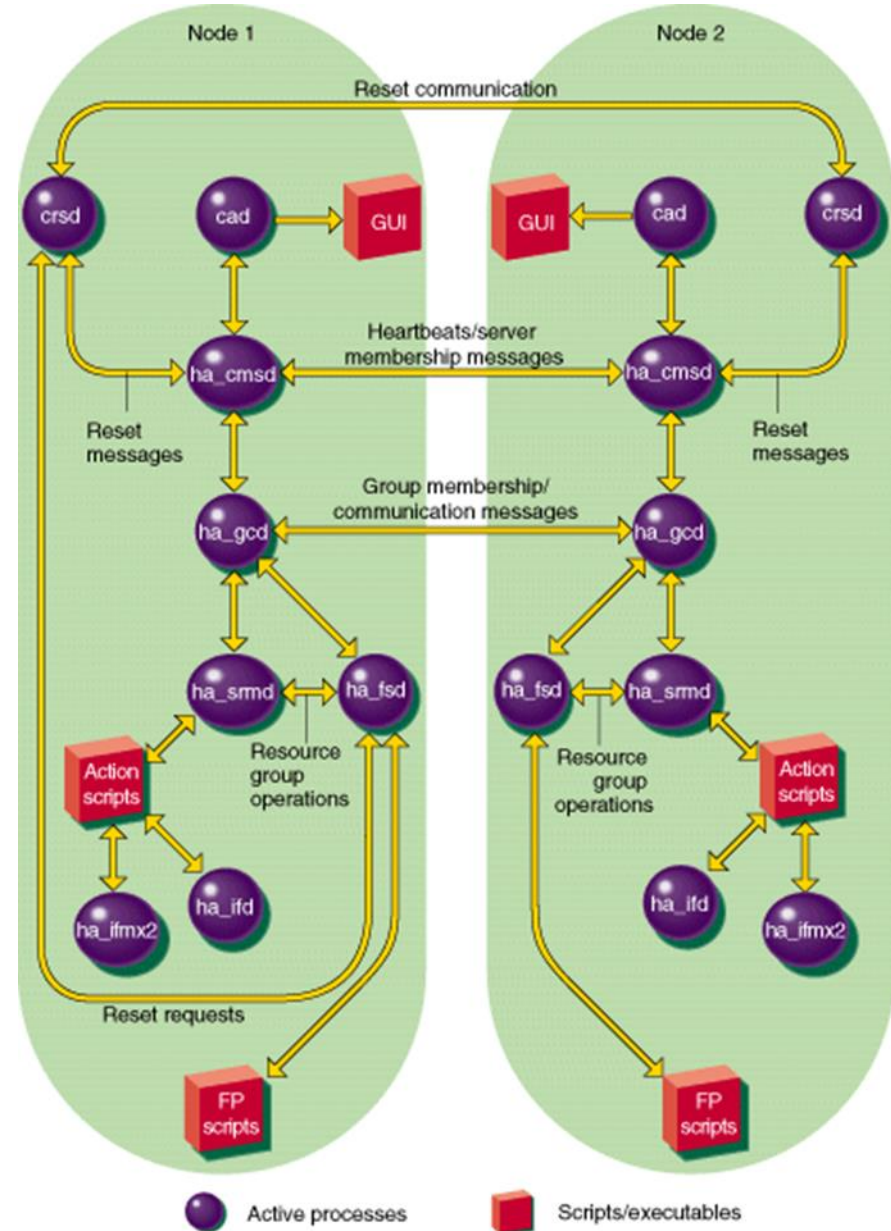 Node 1
Node 2
Reset communication
crsd
cad
GUI
GUI
cad
crsd
Heartbeats/server
membership messages
ha_cmsd
ha_cmsd
Reset
messages
Reset
messages
Group membership/
communication messages
ha_gcd
ha_gcd
ha_srmd
ha_fsd
ha_fsd
ha_srmd
Action
scripts
Resource
group
operations
Resource
group
operations
Action
scripts
ha_ifmx2
ha_ifd
ha_ifd
ha_ifmx2
Reset requests
FP
scripts
FP
scripts
Active processes
Scripts/executables